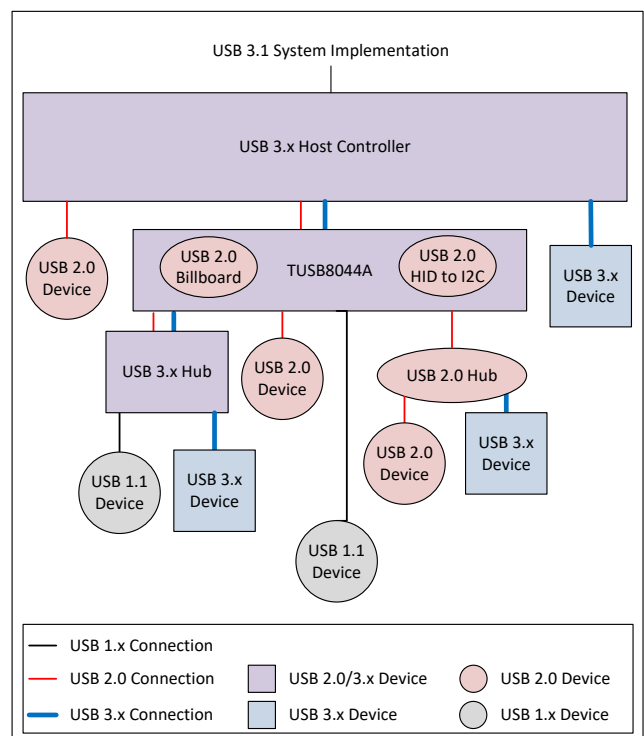 USB 3.1 System Implementation
USB 3.x Host Controller
USB 2.0
Device
USB 2.0
Billboard
TUSB8044A
USB 2.0
HID to I2C
USB 3.x
Device
USB 3.x Hub
USB 2.0
Device
USB 2.0 Hub
USB 1.1
Device
USB 3.x
Device
USB 2.0
Device
USB 3.x
Device
USB 1.1
Device
USB 1.x Connection
USB 2.0 Connection
USB 2.0/3.x Device
USB 2.0 Device
USB 3.x Connection
USB 3.x Device
USB 1.x Device